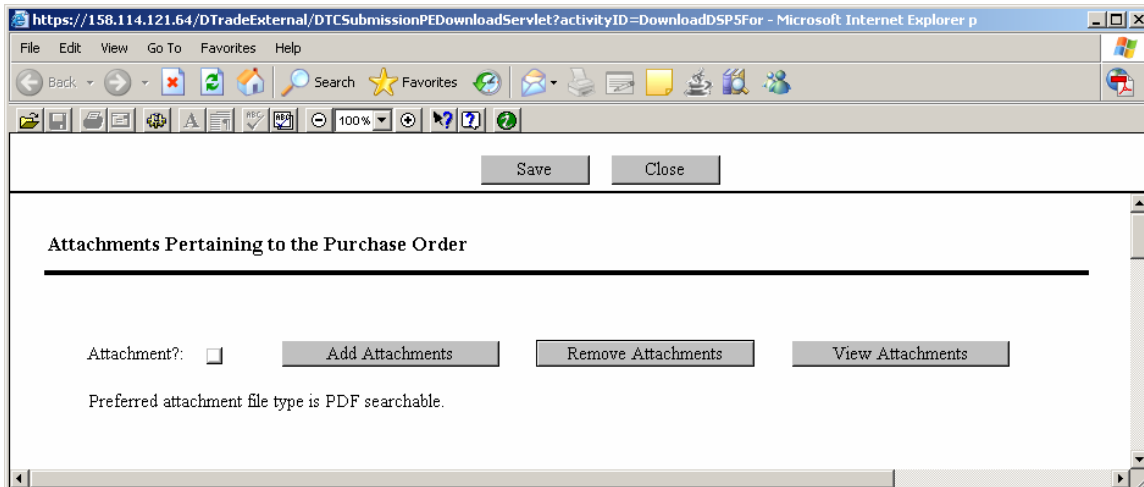 https://158.114.121.64/DTradeExternal/DTCSubmissionPEDownloadServlet?activityID=DownloadDSP5For - Microsoft Internet Explorer p
File Edit View Go To Favorites Help
Back Search Favorites
A ABC ABC 100%
Save Close
Attachments Pertaining to the Purchase Order
Attachment?: Add Attachments Remove Attachments View Attachments
Preferred attachment file type is PDF searchable.